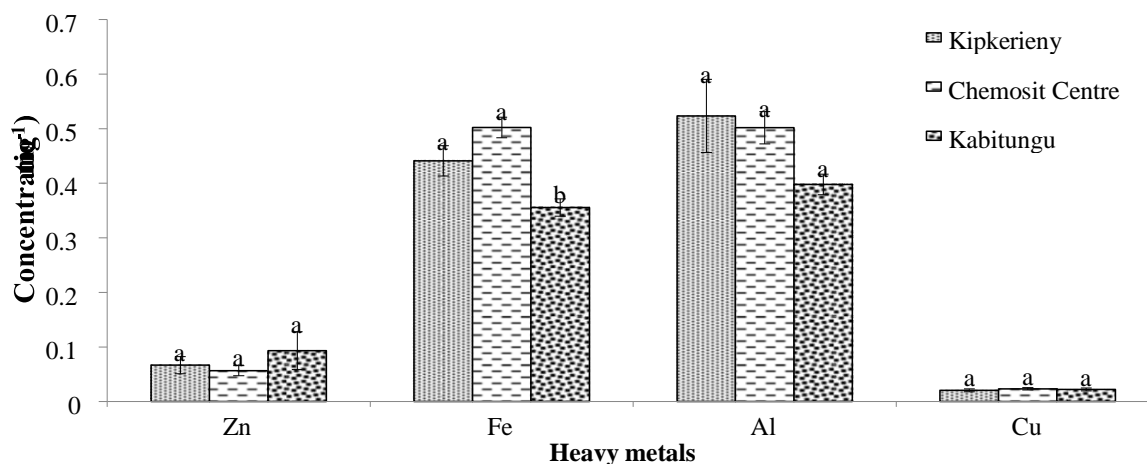 0.7
0.6
0.5
0.4
0.3
0.2
0.1
0
a a a
a a b
a a a
a a a
Kipkerieny
Chemosit Centre
Kabitungu
Zn Fe Al Cu
Heavy metals